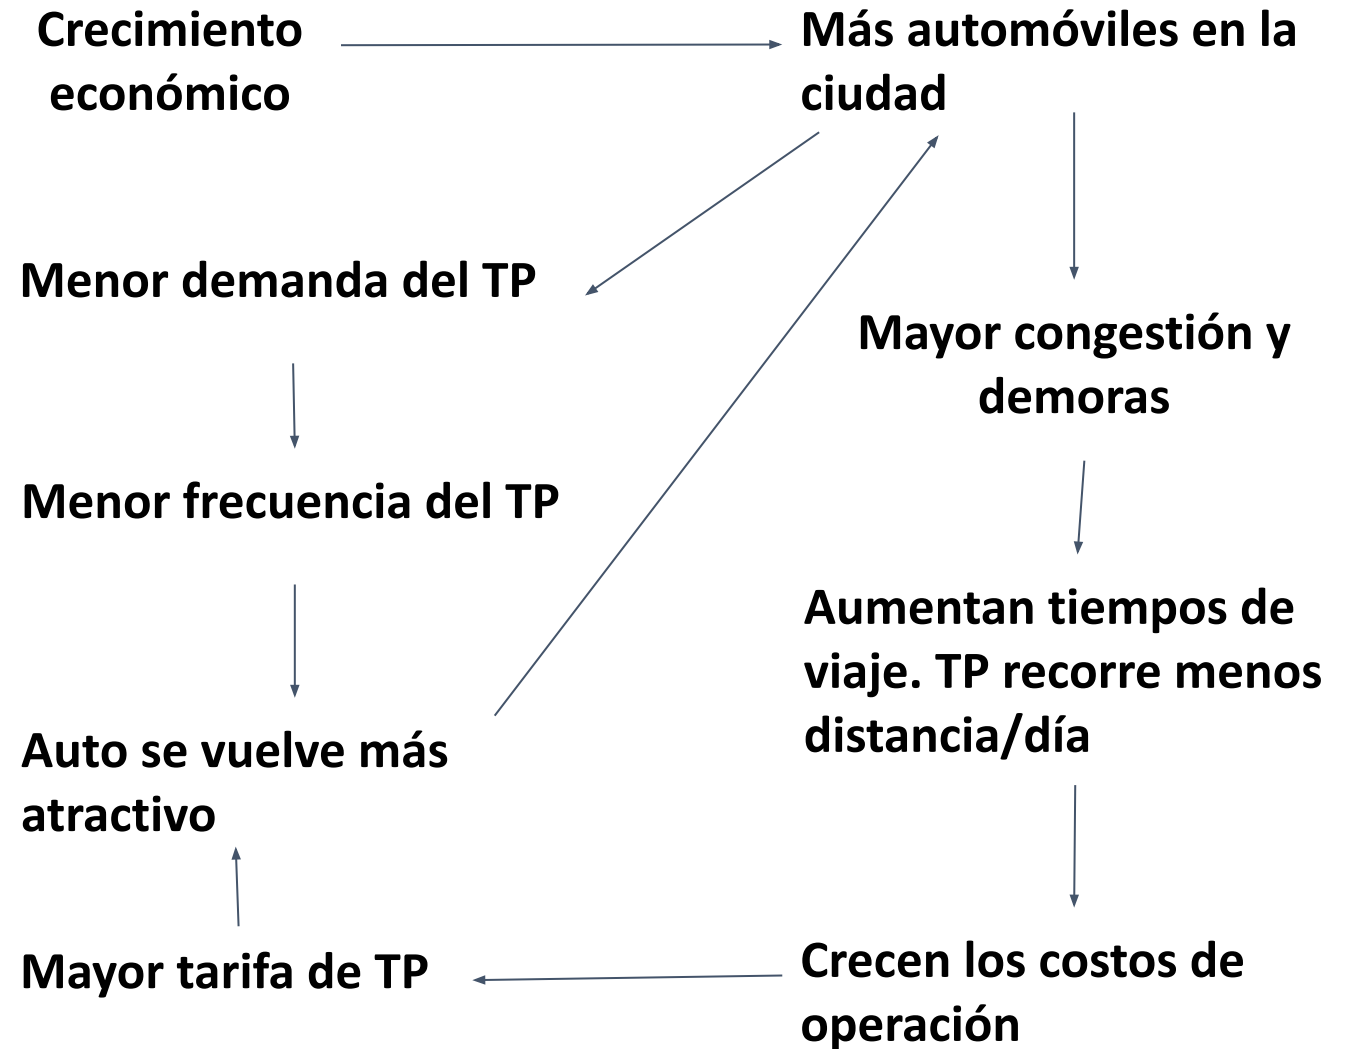 Crecimiento
económico
Más automóviles en la
ciudad
Menor demanda del TP
Mayor congestión y
demoras
Menor frecuencia del TP
Aumentan tiempos de
viaje. TP recorre menos
distancia/día
Auto se vuelve más
atractivo
Mayor tarifa de TP
Crecen los costos de
operación